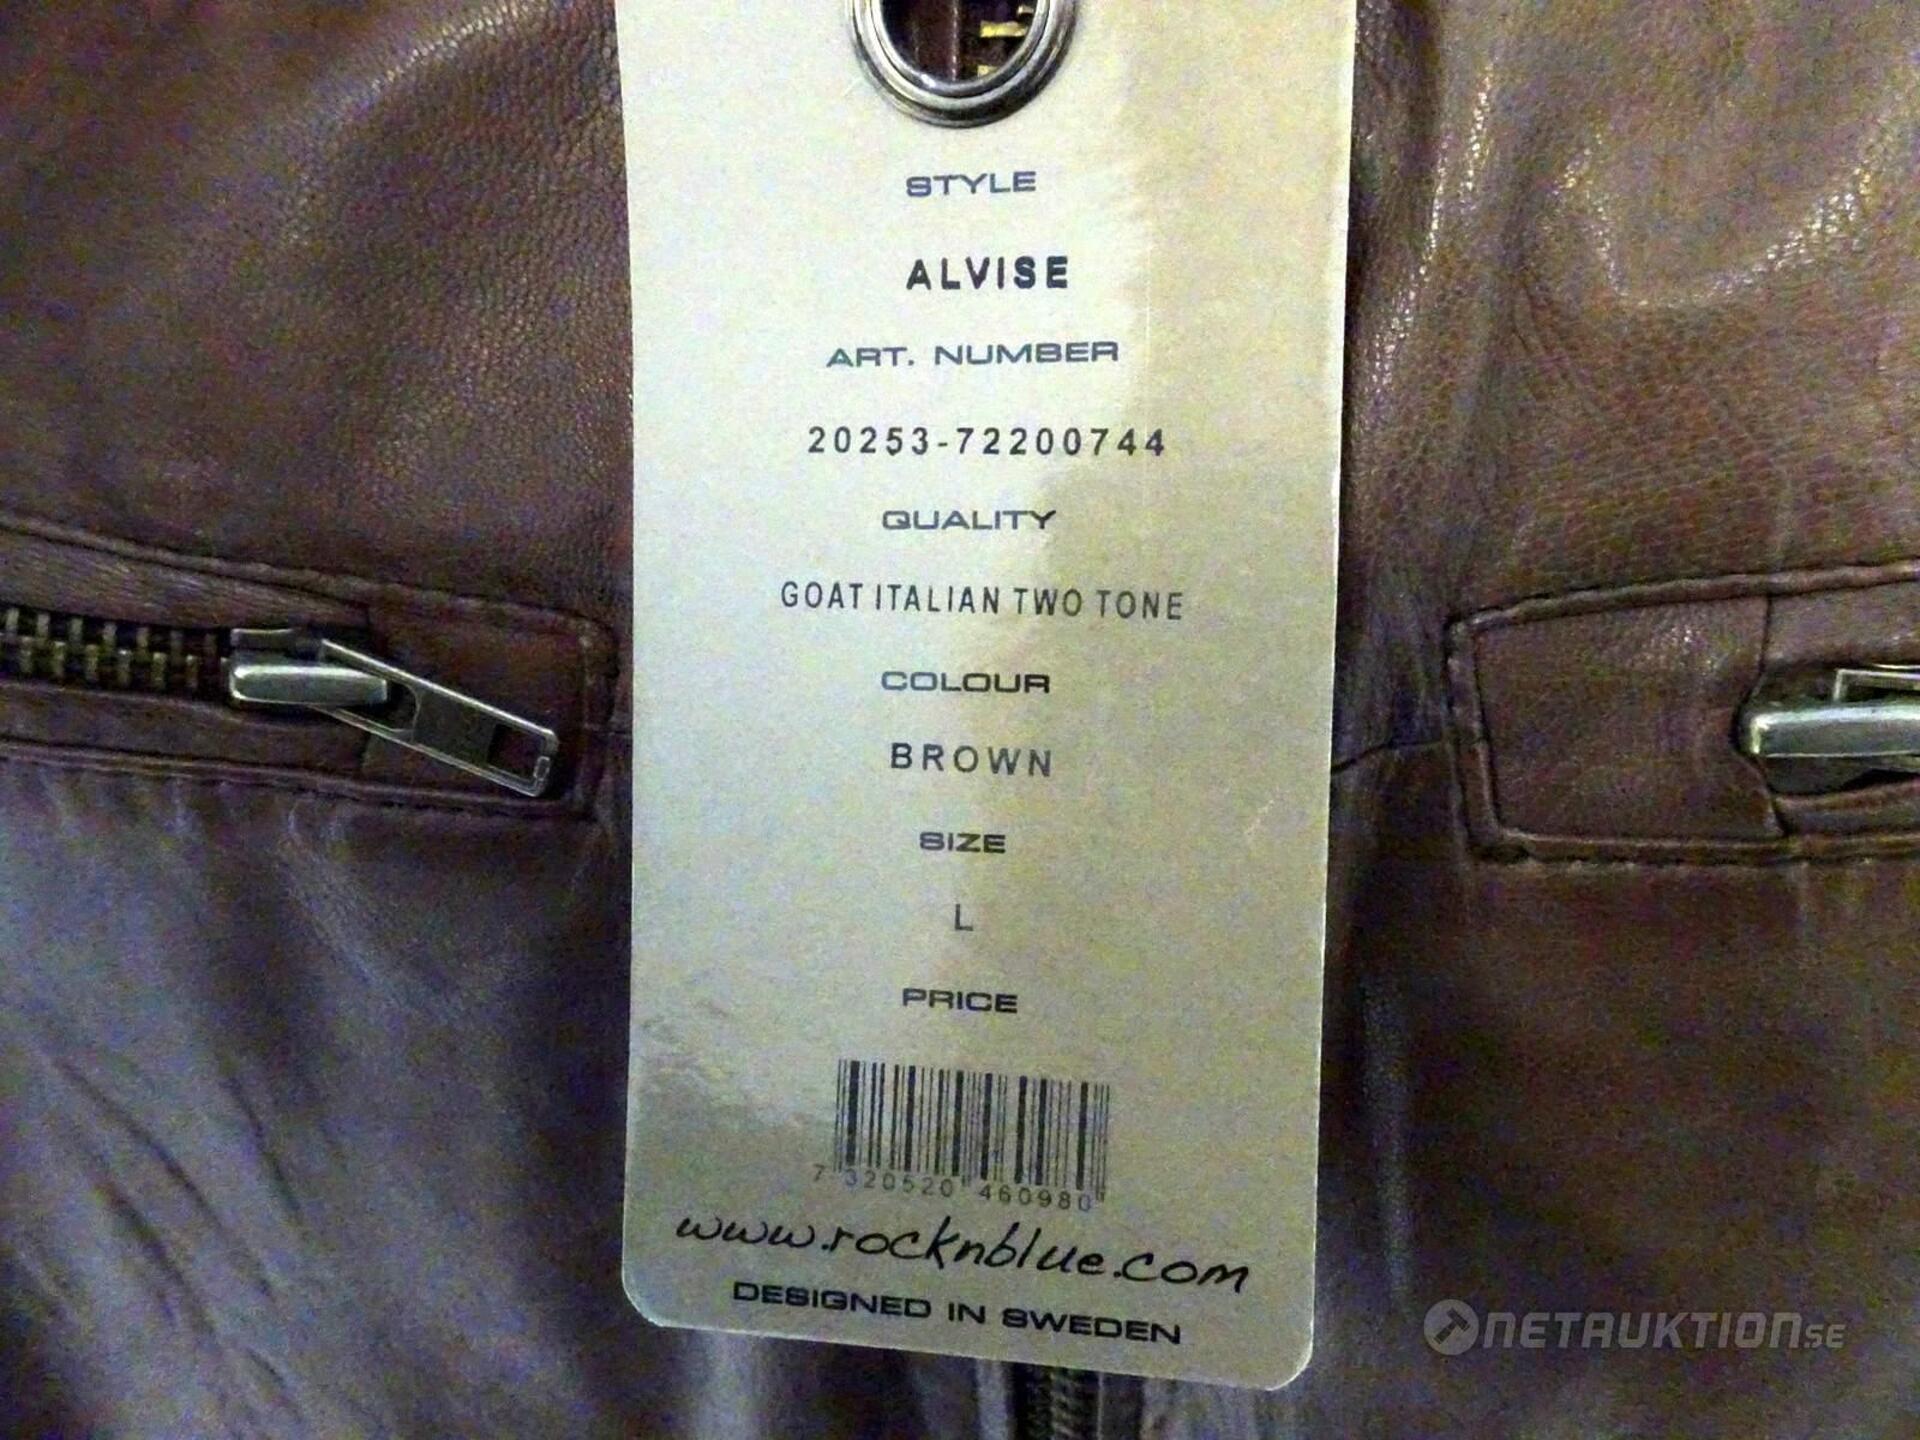 STYLE
ALVISE
ART. NUMBER
20253-72200744
QUALITY
GOAT ITALIAN TWO TONE
COLOUR
BROWN
SIZE
L
PRICE
7 320520 460980
www.rocknblue.com
DESIGNED IN SWEDEN
NETAUKTION.SE